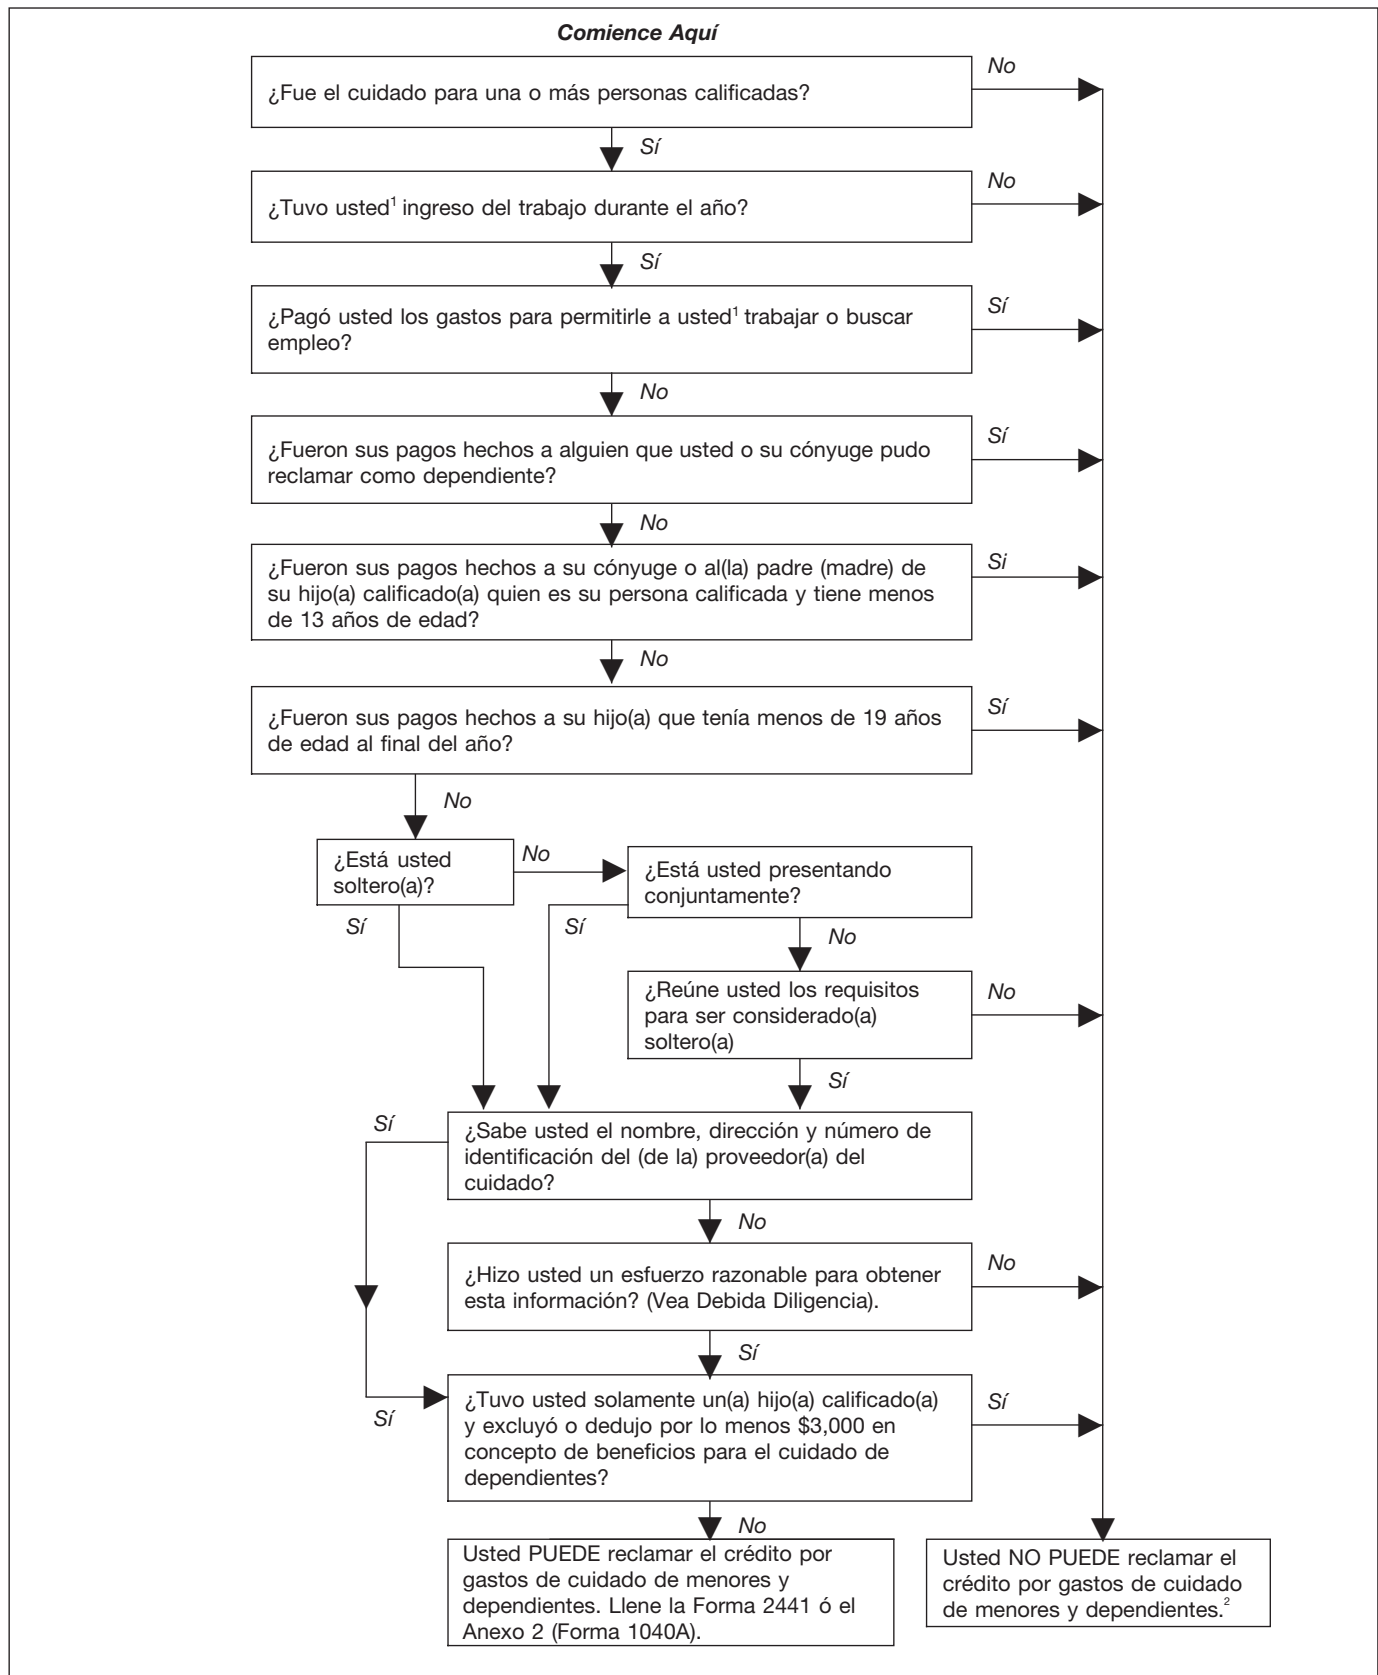 Comience Aquí
¿Fue el cuidado para una o más personas calificadas?
No
Sí
¿Tuvo usted¹ ingreso del trabajo durante el año?
No
Sí
¿Pagó usted los gastos para permitirle a usted¹ trabajar o buscar
empleo?
Sí
No
¿Fueron sus pagos hechos a alguien que usted o su cónyuge pudo
reclamar como dependiente?
Sí
No
¿Fueron sus pagos hechos a su cónyuge o al(la) padre (madre) de
su hijo(a) calificado(a) quien es su persona calificada y tiene menos
de 13 años de edad?
Si
No
¿Fueron sus pagos hechos a su hijo(a) que tenía menos de 19 años
de edad al final del año?
Sí
No
¿Está usted
soltero(a)?
No
Sí
¿Está usted presentando
conjuntamente?
Sí
No
¿Reúne usted los requisitos
para ser considerado(a)
soltero(a)
No
Sí
¿Sabe usted el nombre, dirección y número de
identificación del (de la) proveedor(a) del
cuidado?
Sí
No
¿Hizo usted un esfuerzo razonable para obtener
esta información? (Vea Debida Diligencia).
No
Sí
Sí
¿Tuvo usted solamente un(a) hijo(a) calificado(a)
y excluyó o dedujo por lo menos $3,000 en
concepto de beneficios para el cuidado de
dependientes?
Sí
No
Usted PUEDE reclamar el crédito por
gastos de cuidado de menores y
dependientes. Llene la Forma 2441 ó el
Anexo 2 (Forma 1040A).
Usted NO PUEDE reclamar el
crédito por gastos de cuidado
de menores y dependientes.²